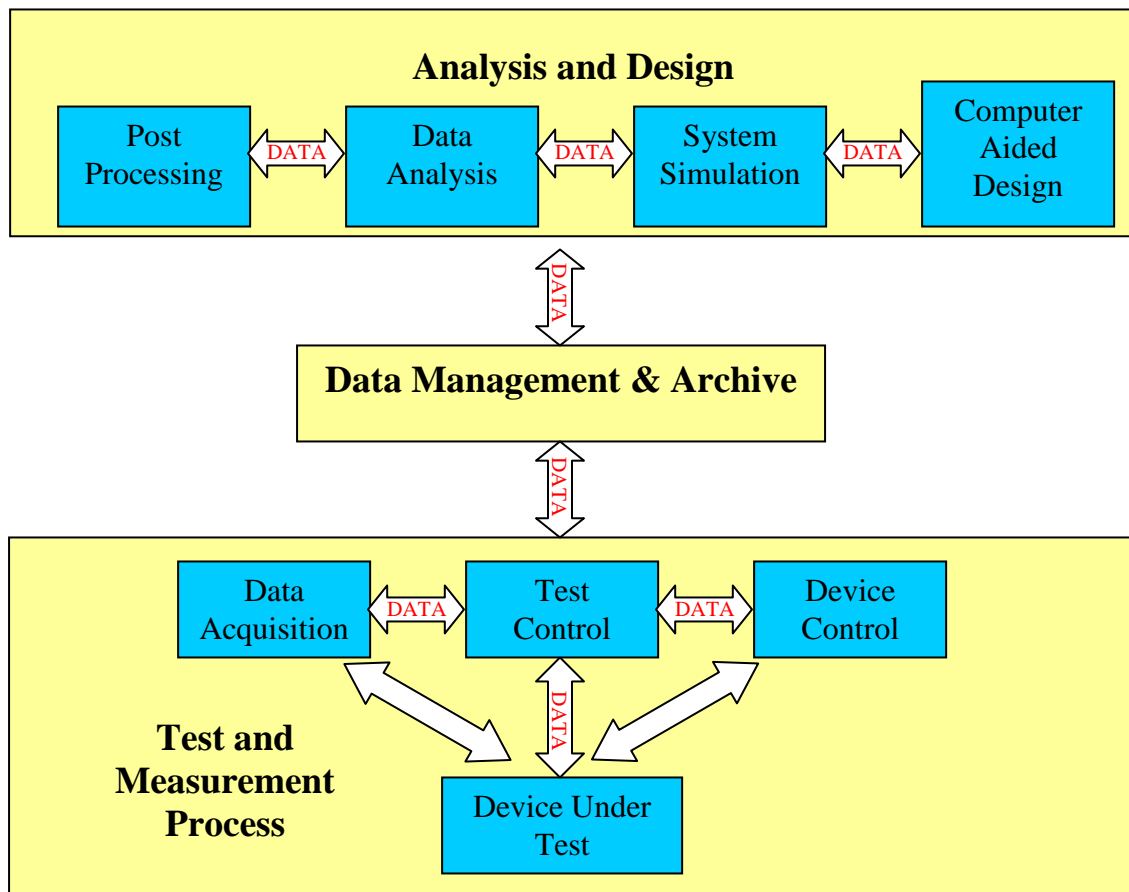 Analysis and Design
Post
Processing
DATA
Data
Analysis
DATA
System
Simulation
DATA
Computer
Aided
Design
DATA
Data Management & Archive
DATA
Data
Acquisition
DATA
Test
Control
DATA
Device
Control
DATA
Test and
Measurement
Process
Device Under
Test